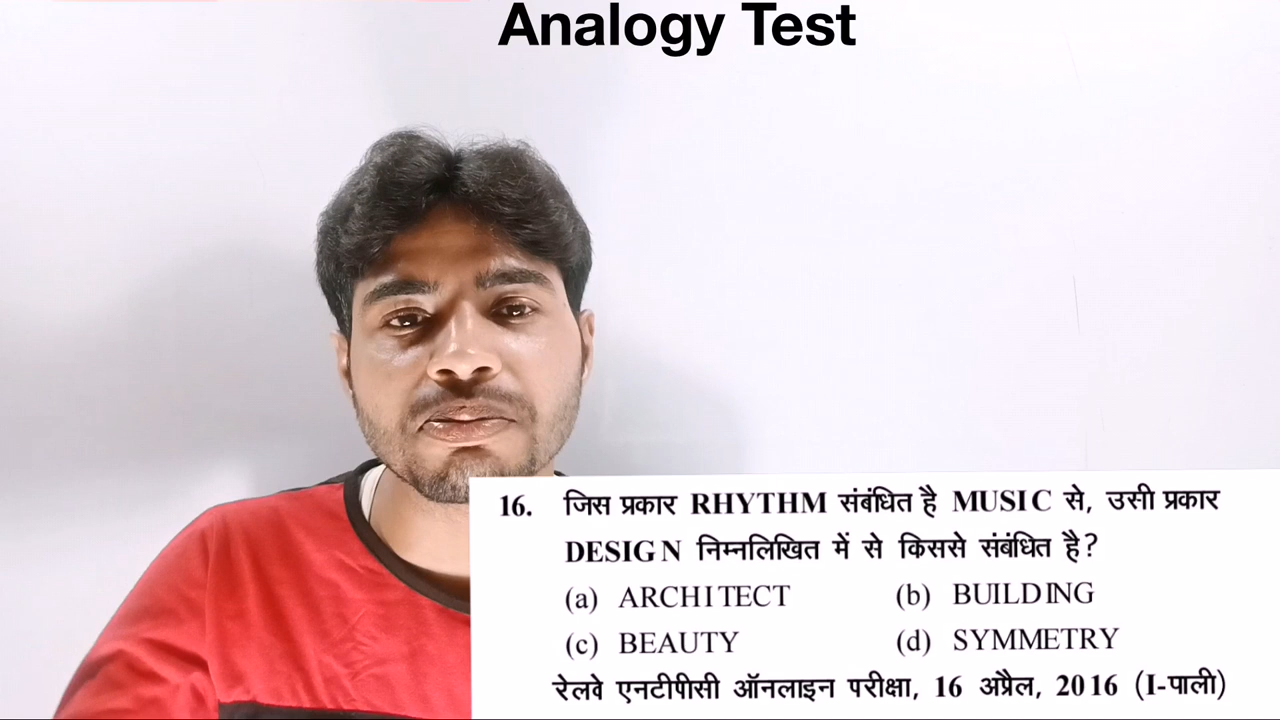 Analogy Test
16. जिस प्रकार RHYTHM संबंधित है MUSIC से, उसी प्रकार
DESIGN निम्नलिखित में से किससे संबंधित है?
(a) ARCHITECT (b) BUILDING
(c) BEAUTY (d) SYMMETRY
रेलवे एनटीपीसी ऑनलाइन परीक्षा, 16 अप्रैल, 2016 (I-पाली)